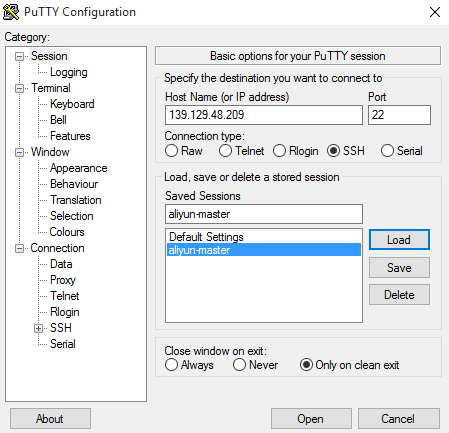 PuTTY Configuration
Category:
Session
Logging
Terminal
Keyboard
Bell
Features
Window
Appearance
Behaviour
Translation
Selection
Colours
Connection
Data
Proxy
Telnet
Rlogin
SSH
Serial
Basic options for your PuTTY session
Specify the destination you want to connect to
Host Name (or IP address) Port
139.129.48.209 22
Connection type:
Raw Telnet Rlogin SSH Serial
Load, save or delete a stored session
Saved Sessions
aliyun-master
Default Settings
aliyun-master
Load
Save
Delete
Close window on exit:
Always Never Only on clean exit
About Open Cancel